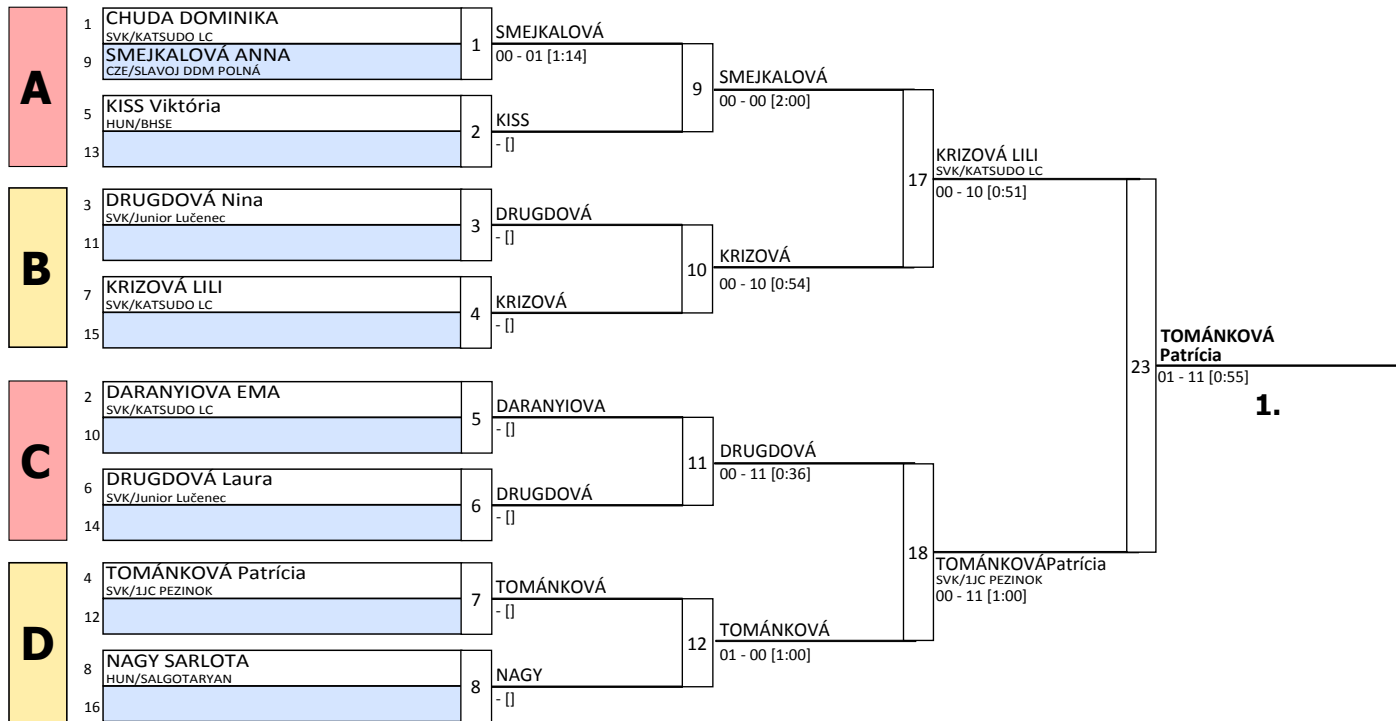 A
1 CHUDA DOMINIKA
SVK/KATSUDO LC
9 SMEJKALOVÁ ANNA
CZE/SLAVOJ DDM POLNÁ
1
5 KISS Viktória
HUN/BHSE
13
2
B
3 DRUGDOVÁ Nina
SVK/Junior Lučenec
11
3
7 KRIZOVÁ LILI
SVK/KATSUDO LC
15
4
C
2 DARANYIOVA EMA
SVK/KATSUDO LC
10
5
6 DRUGDOVÁ Laura
SVK/Junior Lučenec
14
6
D
4 TOMÁNKOVÁ Patrícia
SVK/1JC PEZINOK
12
7
8 NAGY SARLOTA
HUN/SALGOTARYAN
16
8
SMEJKALOVÁ
00 - 01 [1:14]
KISS
- []
9
DRUGDOVÁ
- []
KRIZOVÁ
- []
10
DARANYIOVA
- []
DRUGDOVÁ
- []
11
TOMÁNKOVÁ
- []
NAGY
- []
12
SMEJKALOVÁ
00 - 00 [2:00]
KRIZOVÁ
00 - 10 [0:54]
17
DRUGDOVÁ
00 - 11 [0:36]
TOMÁNKOVÁ
01 - 00 [1:00]
18
KRIZOVÁ LILI
SVK/KATSUDO LC
00 - 10 [0:51]
TOMÁNKOVÁPatrícia
SVK/1JC PEZINOK
00 - 11 [1:00]
23
TOMÁNKOVÁ
Patrícia
01 - 11 [0:55]
1.